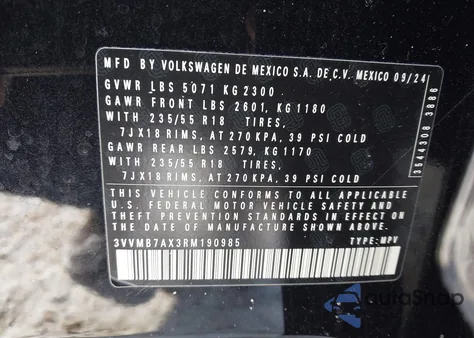 MFD BY VOLKSWAGEN DE MEXICO S.A. DE C.V. MEXICO 09/24
GVWR LBS 5071 KG 2300
GAWR FRONT LBS 2601, KG 1180
WITH 235/55 R18 TIRES,
7JX18 RIMS, AT 270 KPA, 39 PSI COLD
GAWR REAR LBS 2579, KG 1170
WITH 235/55 R18 TIRES,
7JX18 RIMS, AT 270 KPA, 39 PSI COLD
THIS VEHICLE CONFORMS TO ALL APPLICABLE
U.S. FEDERAL MOTOR VEHICLE SAFETY AND
THEFT PREVENTION STANDARDS IN EFFECT ON
THE DATE OF MANUFACTURE SHOWN ABOVE.
3VVMB7AX3RM190985 TYPE: MPV
3544308 3886
AutoSnap